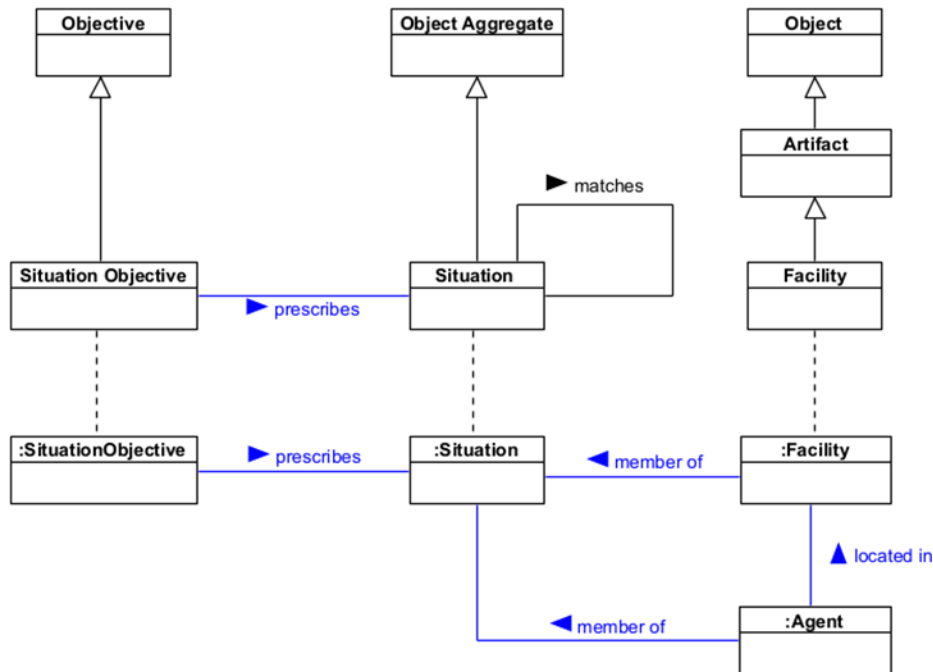 Objective
Object Aggregate
Object
Artifact
matches
Situation Objective
Situation
Facility
prescribes
:SituationObjective
:Situation
:Facility
prescribes
member of
located in
:Agent
member of